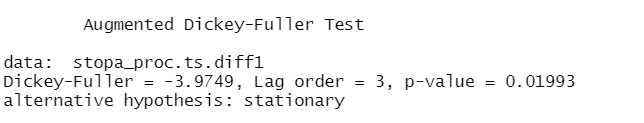 Augmented Dickey-Fuller Test
data:  stopa_proc.ts.diff1
Dickey-Fuller = -3.9749, Lag order = 3, p-value = 0.01993
alternative hypothesis: stationary